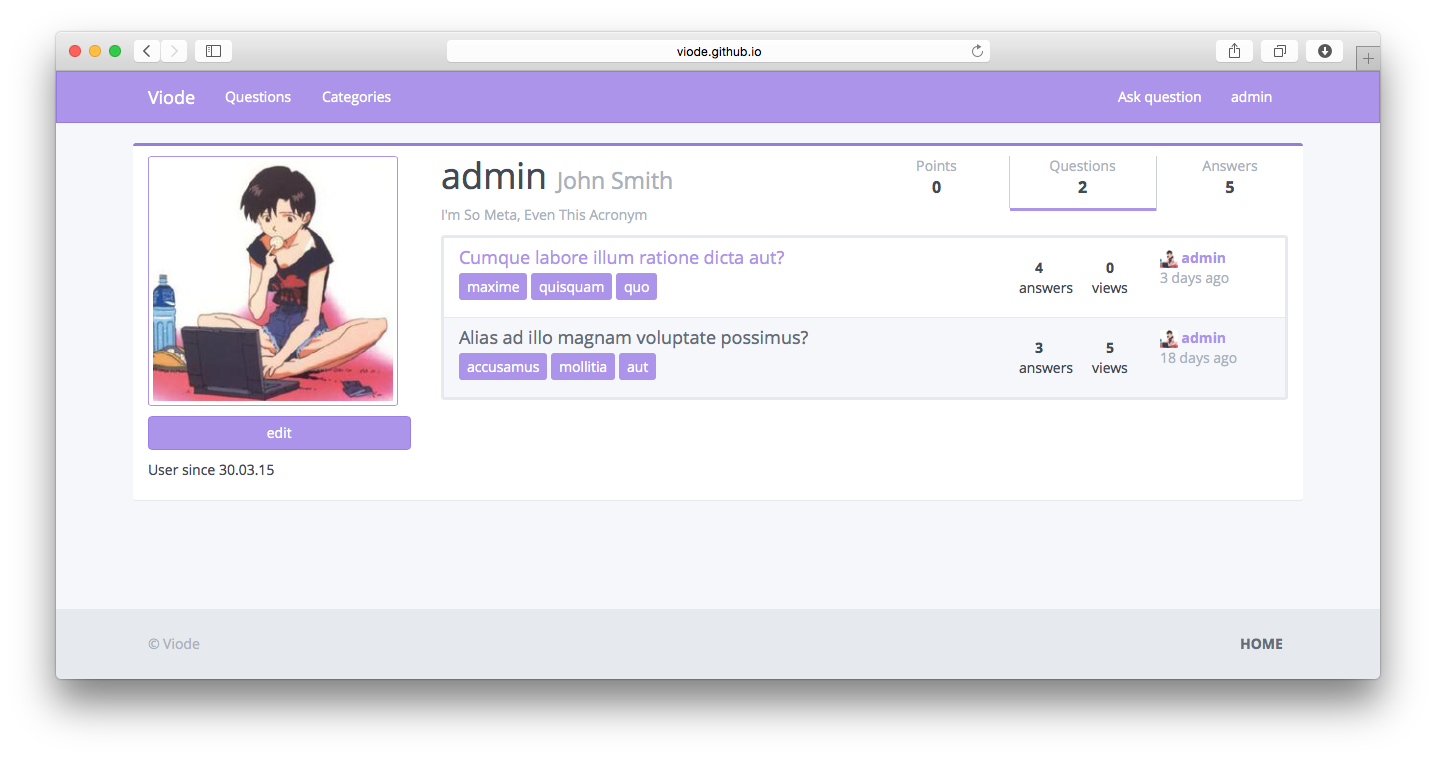 viode.github.io
Viode Questions Categories Ask question admin
admin John Smith
I'm So Meta, Even This Acronym
Points
0
Questions
2
Answers
5
Cumque labore illum ratione dicta aut?
maxime quisquam quo
4
answers
0
views
admin
3 days ago
Alias ad illo magnam voluptate possimus?
accusamus mollitia aut
3
answers
5
views
admin
18 days ago
edit
User since 30.03.15
© Viode HOME